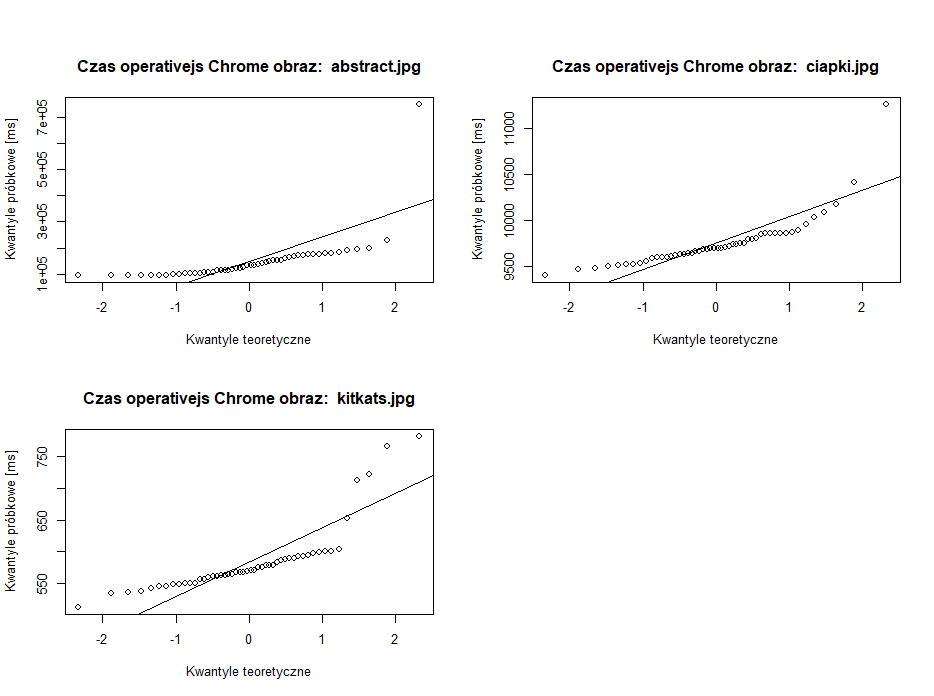 Czas operativejs Chrome obraz:  abstract.jpg
Kwantyle próbkowe [ms]
1e+05
3e+05
5e+05
7e+05
-2
-1
0
1
2
Kwantyle teoretyczne
Czas operativejs Chrome obraz:  ciapki.jpg
Kwantyle próbkowe [ms]
9500
10000
10500
11000
-2
-1
0
1
2
Kwantyle teoretyczne
Czas operativejs Chrome obraz:  kitkats.jpg
Kwantyle próbkowe [ms]
550
650
750
-2
-1
0
1
2
Kwantyle teoretyczne